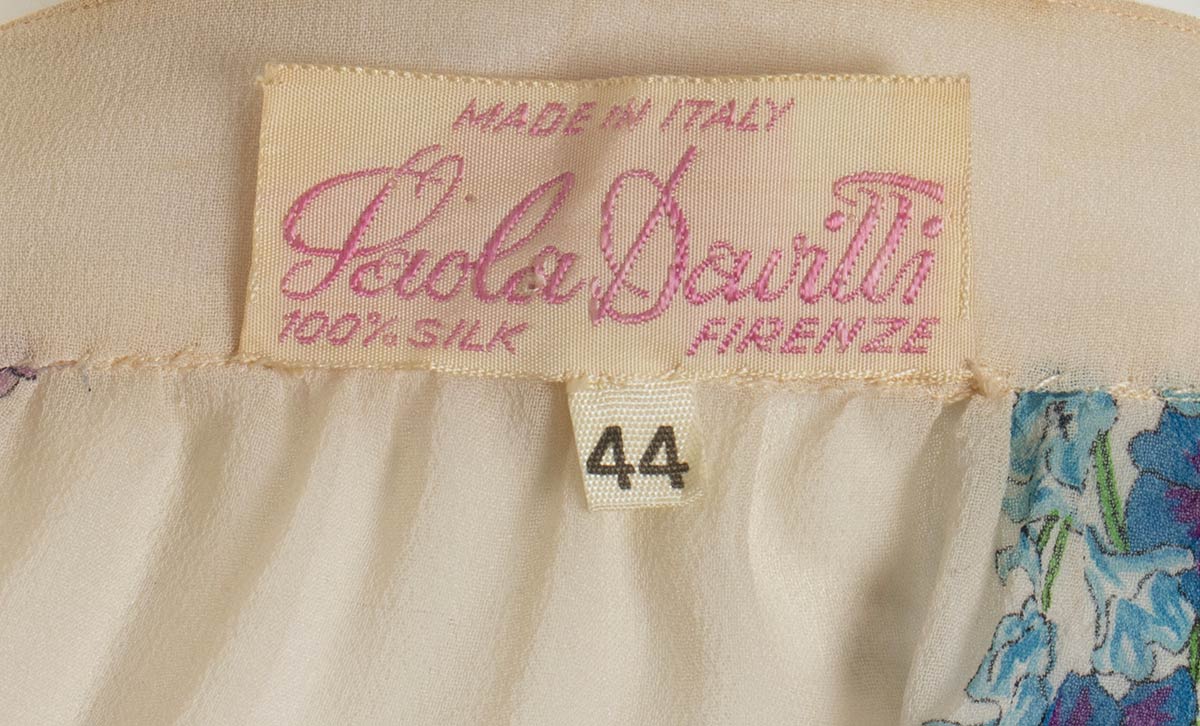 MADE IN ITALY
Paola Davitti
100% SILK FIRENZE
44